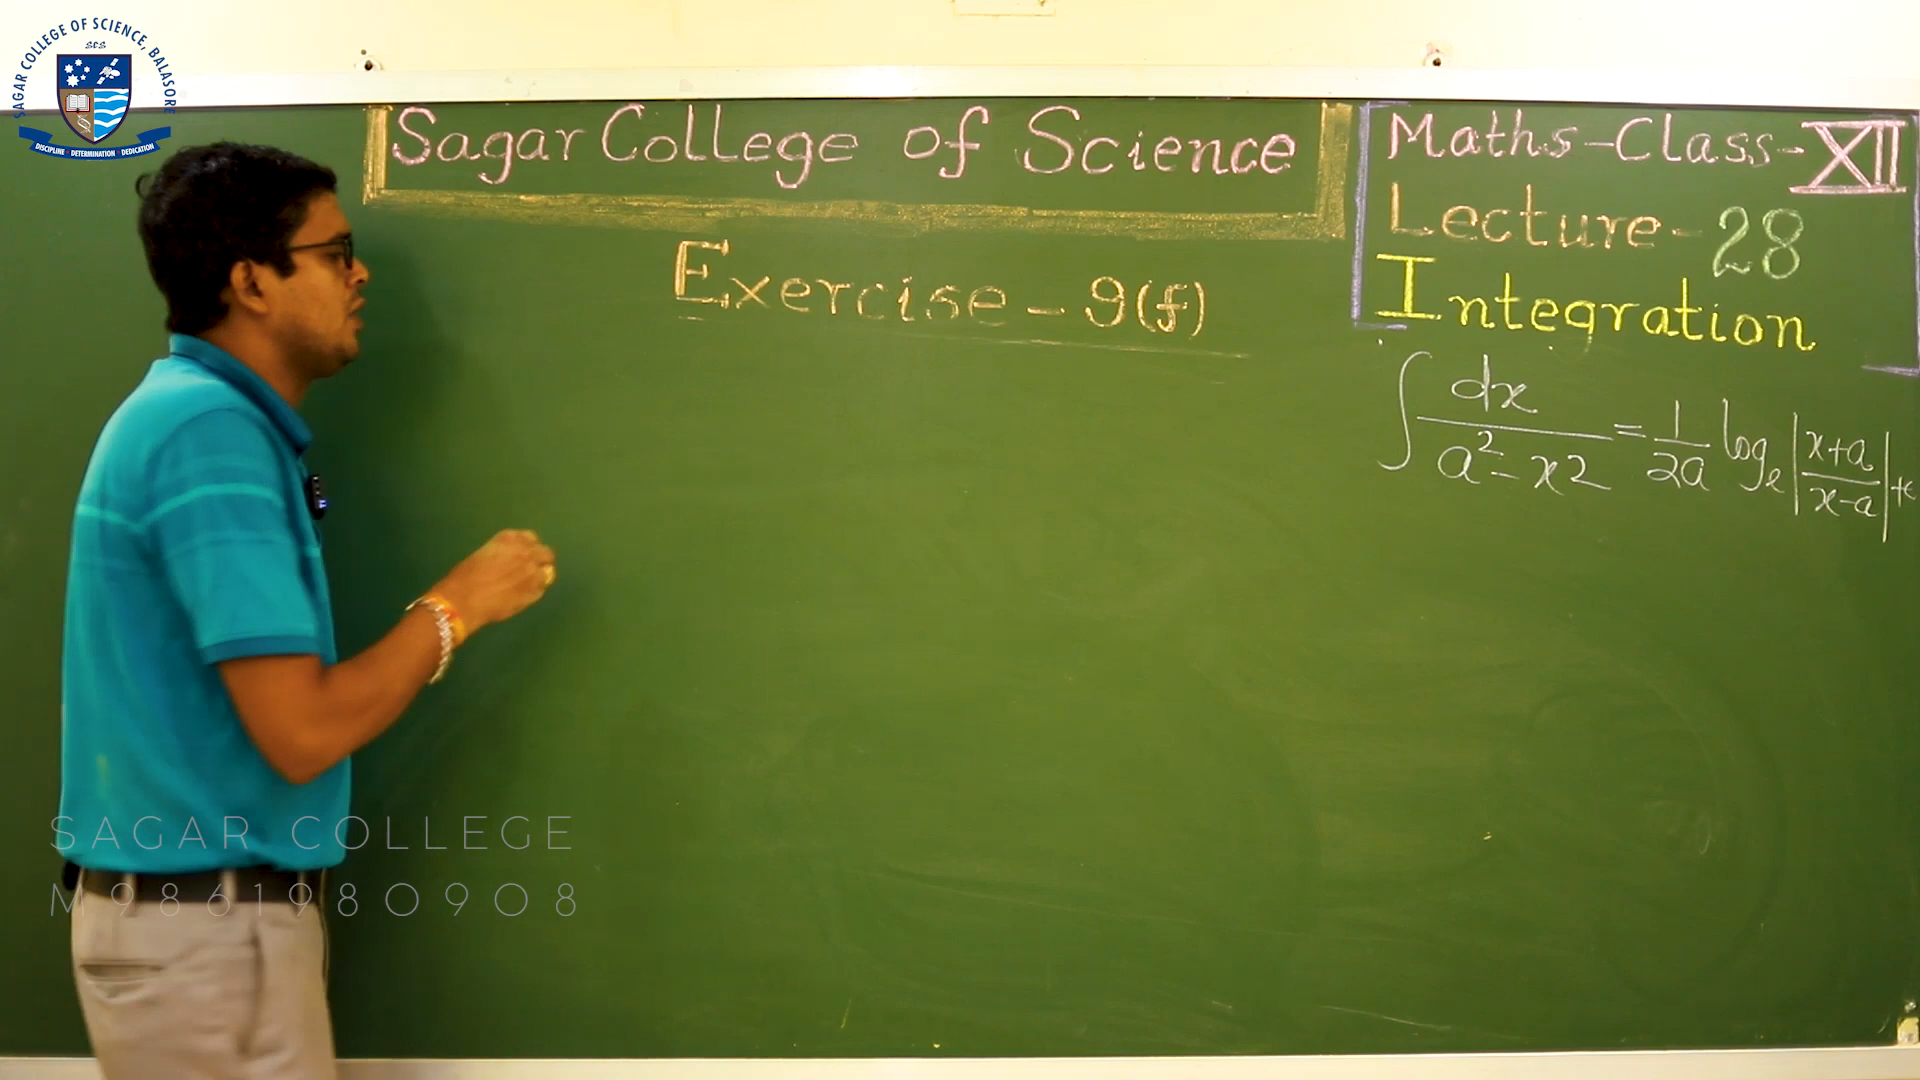 SAGAR COLLEGE OF SCIENCE, BALASORE
SCS
DISCIPLINE DETERMINATION DEDICATION
Sagar College of Science
Maths-Class-XII
Lecture-28
Integration
Exercise-9(f)
∫ dx / (a² - x²) = 1/2a logₑ |x+a / x-a| + c
SAGAR COLLEGE
M 9861980908